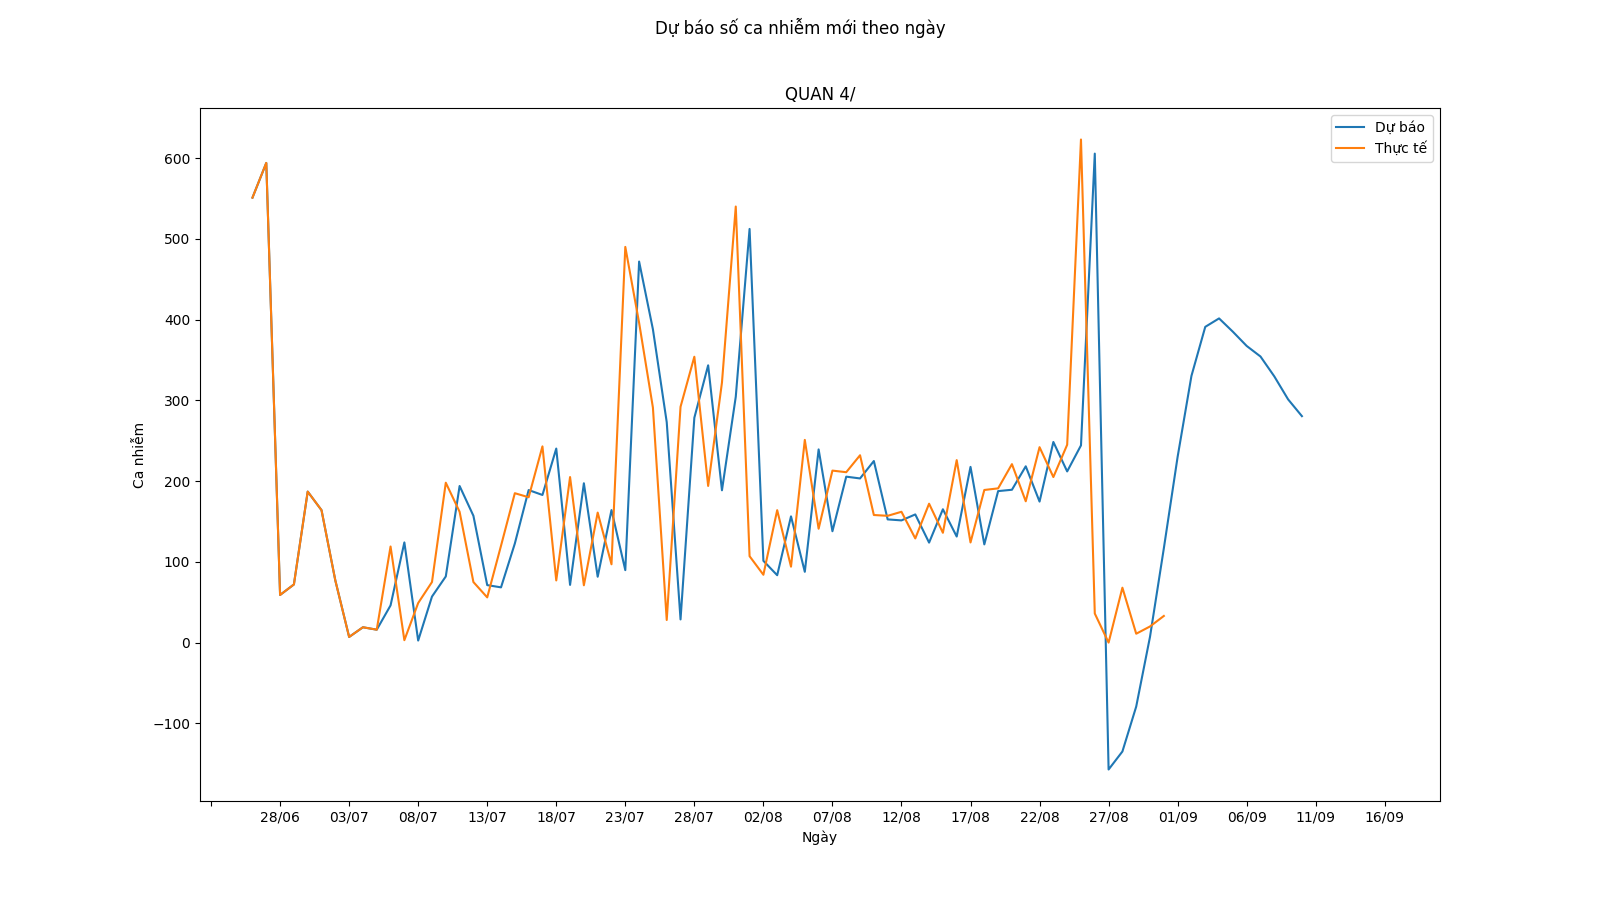 Dự báo số ca nhiễm mới theo ngày
QUAN 4/
Dự báo
Thực tế
600
500
400
300
200
100
0
−100
Ca nhiễm
28/06 03/07 08/07 13/07 18/07 23/07 28/07 02/08 07/08 12/08 17/08 22/08 27/08 01/09 06/09 11/09 16/09
Ngày